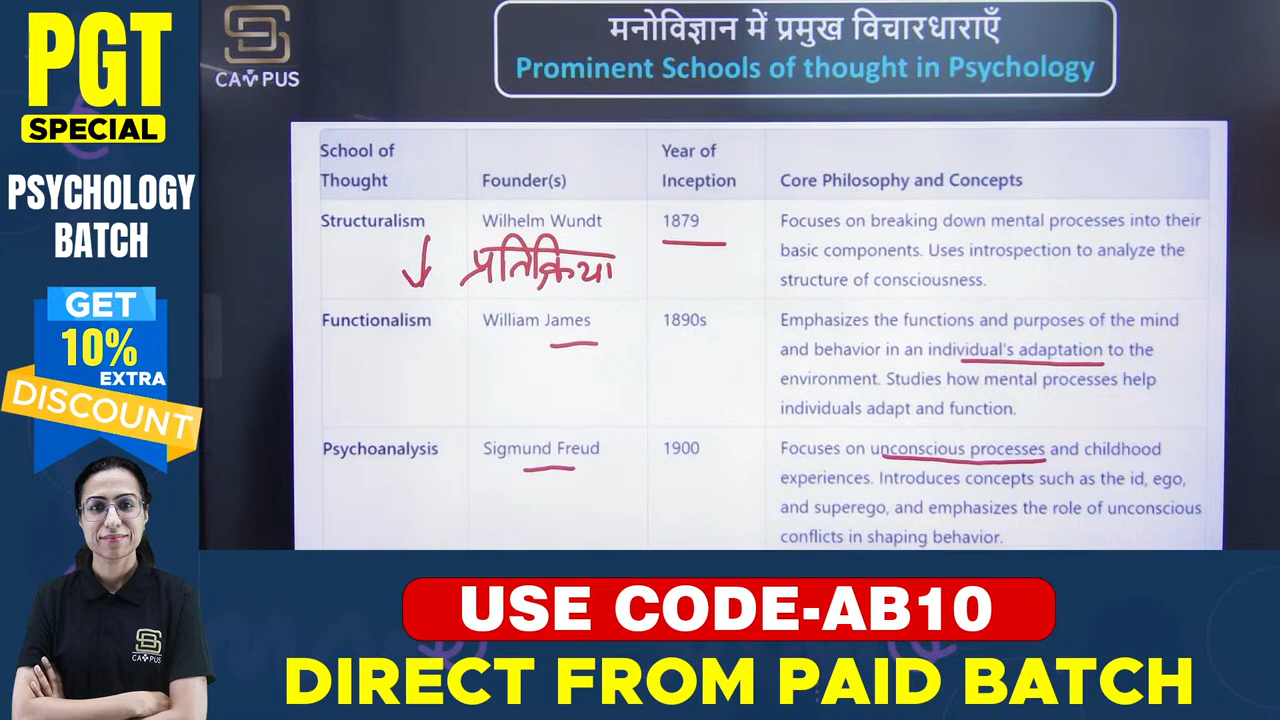 PGT
SPECIAL
PSYCHOLOGY
BATCH
GET
10%
EXTRA
DISCOUNT
CAMPUS
CAMPUS
मनोविज्ञान में प्रमुख विचारधाराएँ
Prominent Schools of thought in Psychology
School of
Thought
Founder(s)
Year of
Inception
Core Philosophy and Concepts
Structuralism
Wilhelm Wundt
प्रतिक्रिया
1879
Focuses on breaking down mental processes into their
basic components. Uses introspection to analyze the
structure of consciousness.
Functionalism
William James
1890s
Emphasizes the functions and purposes of the mind
and behavior in an individual's adaptation to the
environment. Studies how mental processes help
individuals adapt and function.
Psychoanalysis
Sigmund Freud
1900
Focuses on unconscious processes and childhood
experiences. Introduces concepts such as the id, ego,
and superego, and emphasizes the role of unconscious
conflicts in shaping behavior.
USE CODE-AB10
DIRECT FROM PAID BATCH